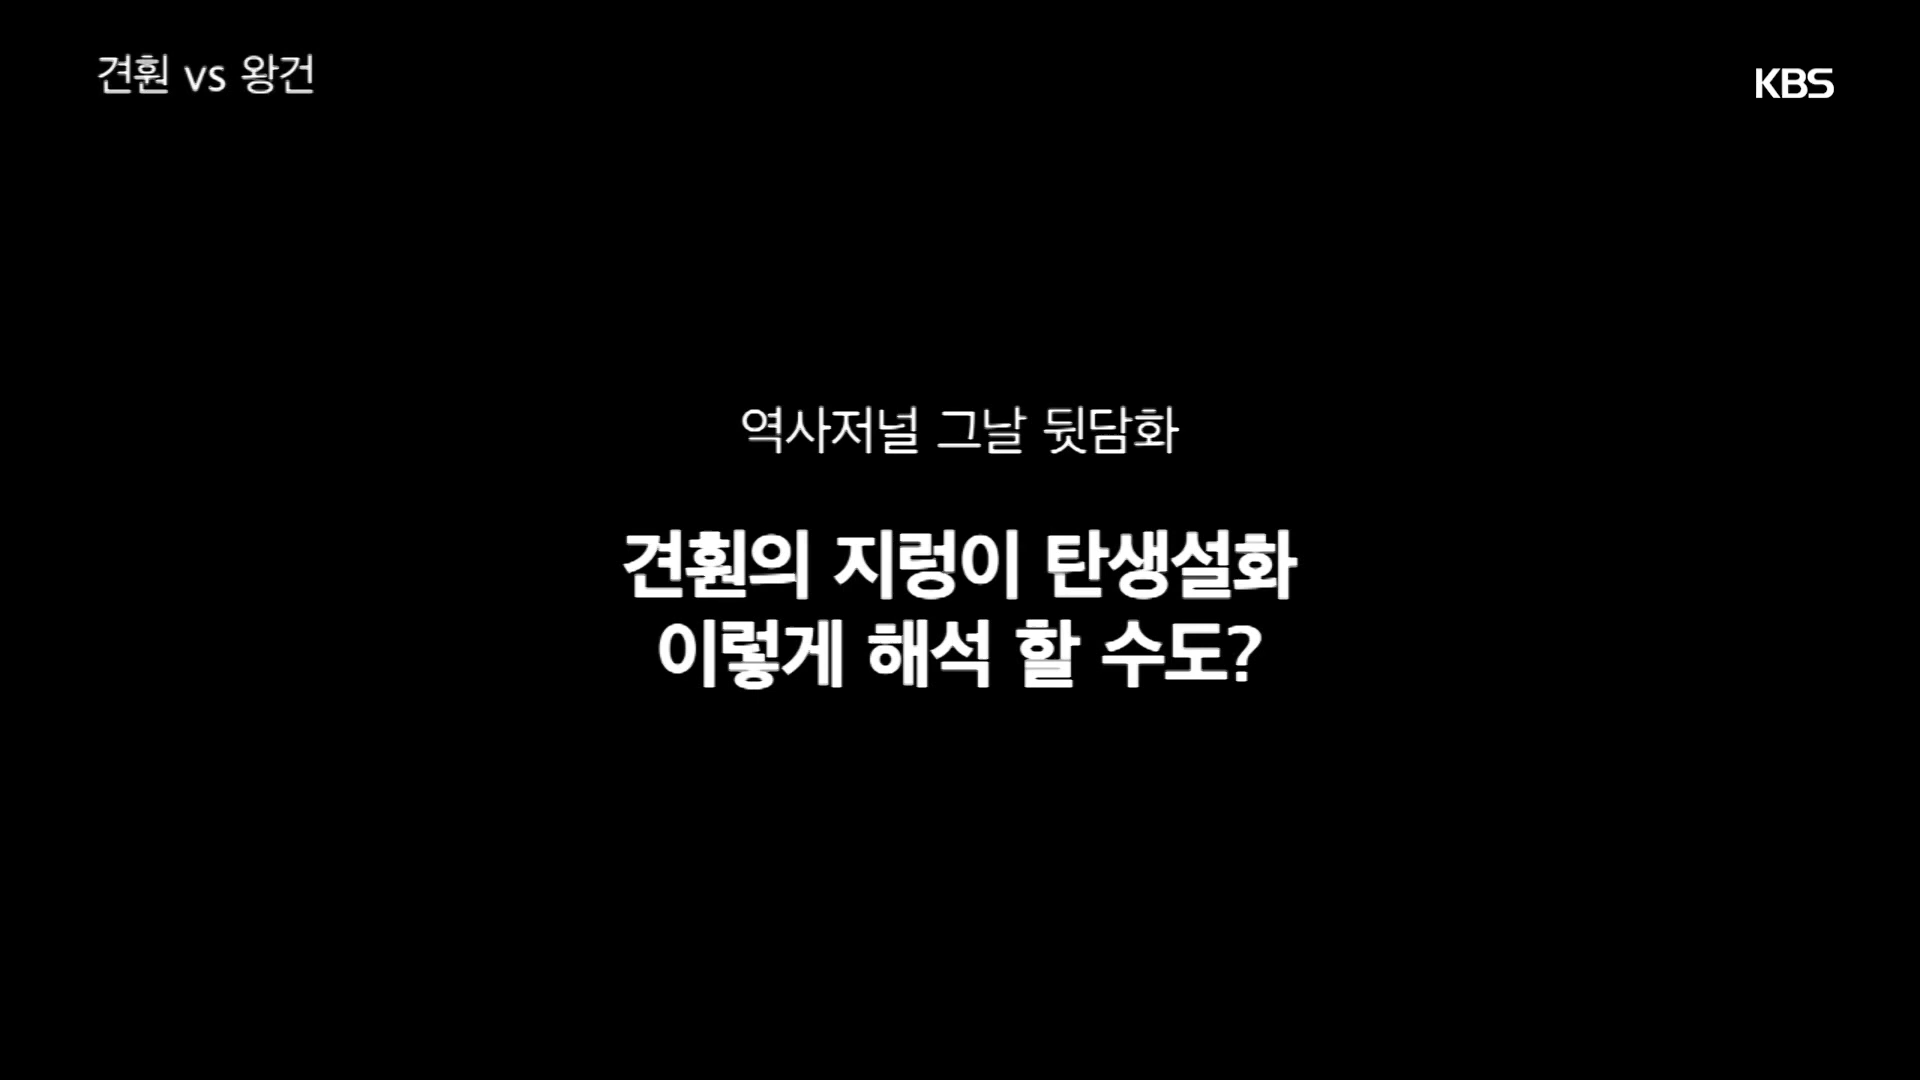 견훤 vs 왕건
KBS
역사저널 그날 뒷담화
견훤의 지렁이 탄생설화
이렇게 해석 할 수도?